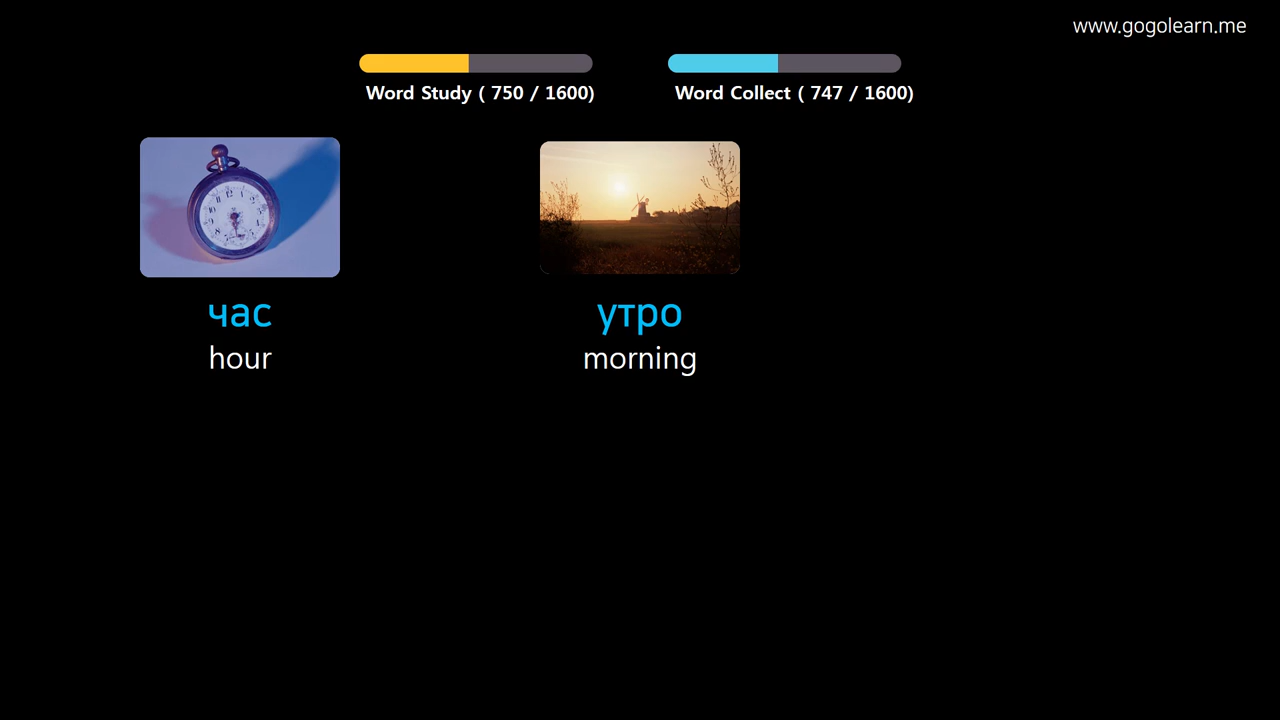 www.gogolearn.me
Word Study ( 750 / 1600)
Word Collect ( 747 / 1600)
час
hour
утро
morning